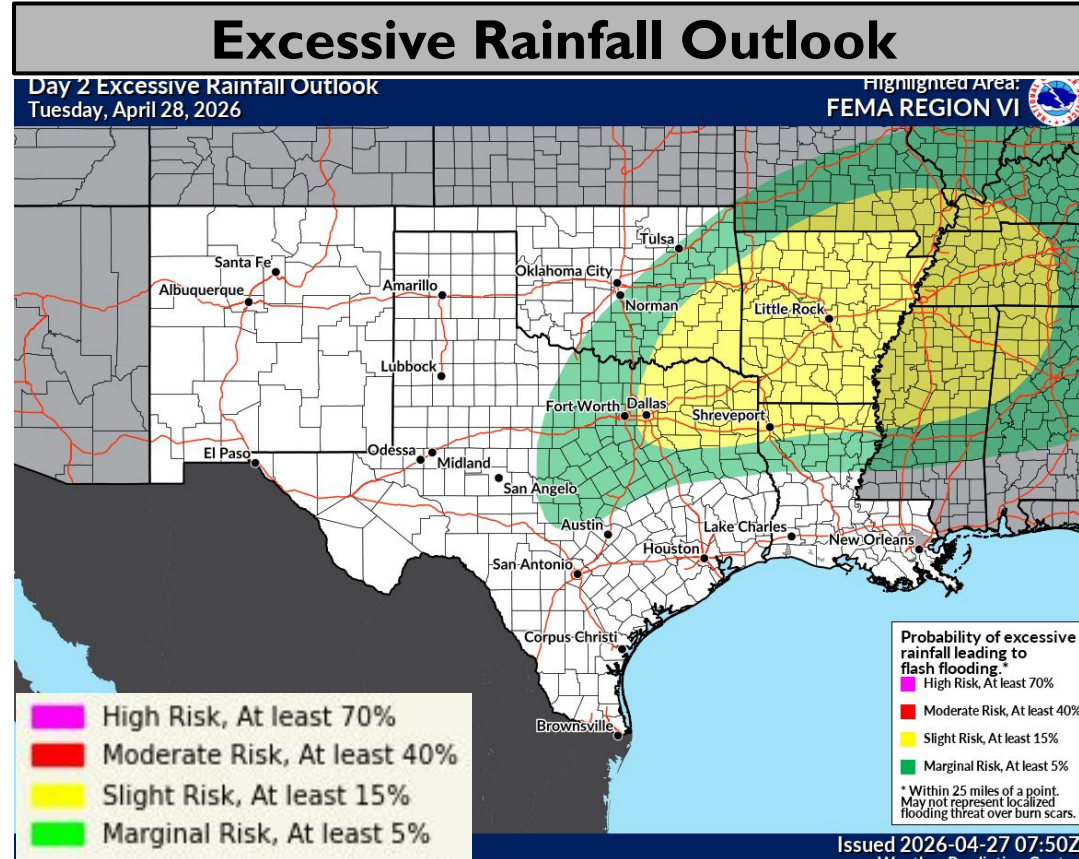 Excessive Rainfall Outlook
Day 2 Excessive Rainfall Outlook
Highlighted Area:
Tuesday, April 28, 2026
FEMA REGION VI
Tulsa
Santa Fe
Oklahoma City
Albuquerque
Amarillo
Norman
Little Rock
Lubbock
Fort Worth
Dallas
Shreveport
El Paso
Odessa
Midland
San Angelo
Austin
Lake Charles
New Orleans
Houston
San Antonio
Corpus Christi
Brownsville
Probability of excessive
rainfall leading to
flash flooding.*
High Risk, At least 70%
Moderate Risk, At least 40%
Slight Risk, At least 15%
Marginal Risk, At least 5%
* Within 25 miles of a point.
May not represent localized
flooding threat over burn scars.
High Risk, At least 70%
Moderate Risk, At least 40%
Slight Risk, At least 15%
Marginal Risk, At least 5%
Issued 2026-04-27 07:50Z
Weather Prediction Center